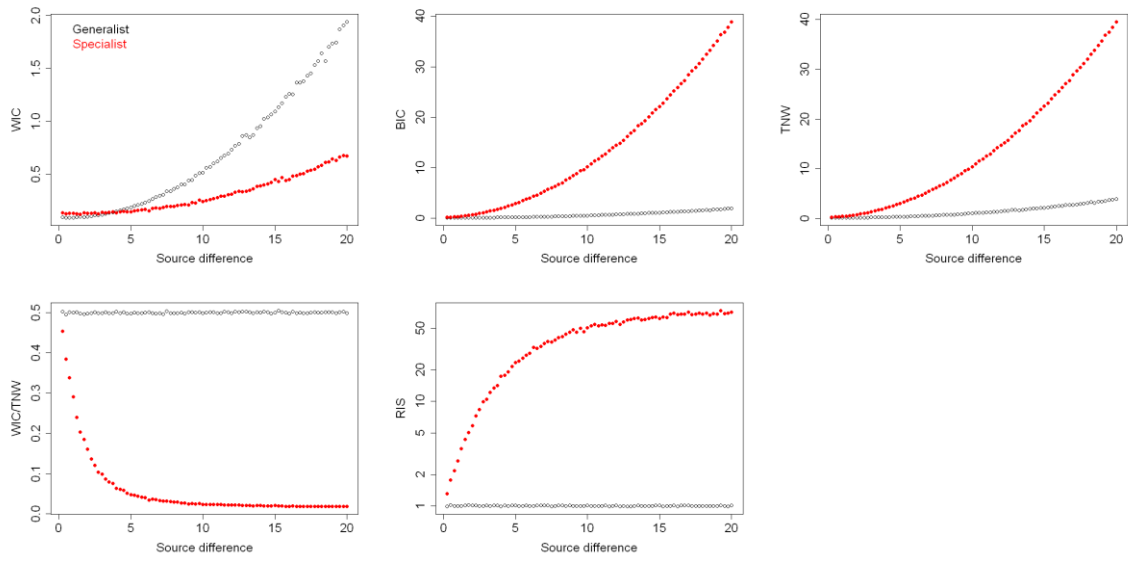 Generalist
Specialist
WIC
0.5
1.0
1.5
2.0
0 5 10 15 20
Source difference
BIC
0
10
20
30
40
0 5 10 15 20
Source difference
TNW
0
10
20
30
40
0 5 10 15 20
Source difference
WIC/TNW
0.0
0.1
0.2
0.3
0.4
0.5
0 5 10 15 20
Source difference
RIS
1
2
5
10
20
50
0 5 10 15 20
Source difference